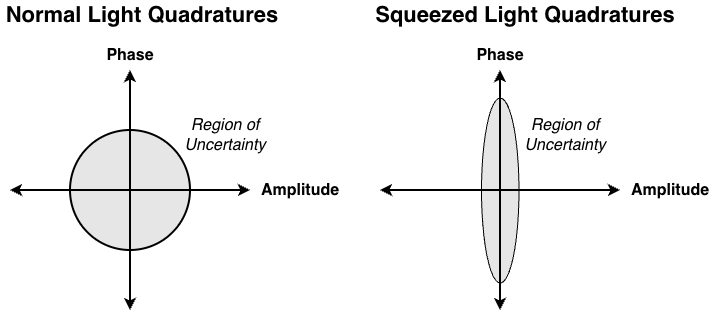 Normal Light Quadratures
Phase
Region of
Uncertainty
Amplitude
Squeezed Light Quadratures
Phase
Region of
Uncertainty
Amplitude